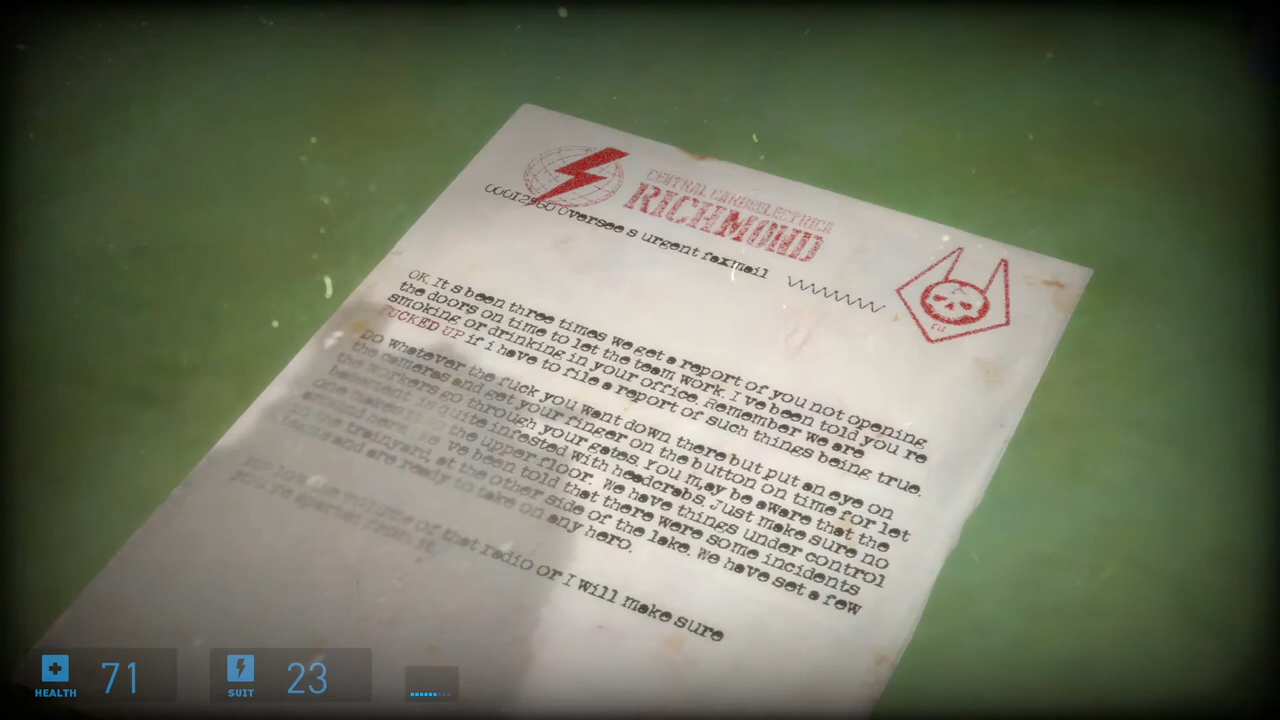 CENTRAL CARBOELECTRICA
RICHMOND
Oversee s urgent faxmail
OK. It s been three times we get a report of you not opening
the doors on time to let the team work. I ve been told you re
smoking or drinking in your office. Remember we are
FUCKED UP if i have to file a report of such things being true.
Do whatever the fuck you want down there but put an eye on
the cameras and get your finger on the button on time for let
the workers go through your gates. You may be aware that the
basement is quite infested with headcrabs. Just make sure no
one makes it to the upper floor. We have things under control
around here. We ve been told that there were some incidents
in the trainyard, at the other side of the lake. We have set a few
and are ready to take on any hero.
volume of that radio or I will make sure
you're apart from it.
HEALTH 71
SUIT 23